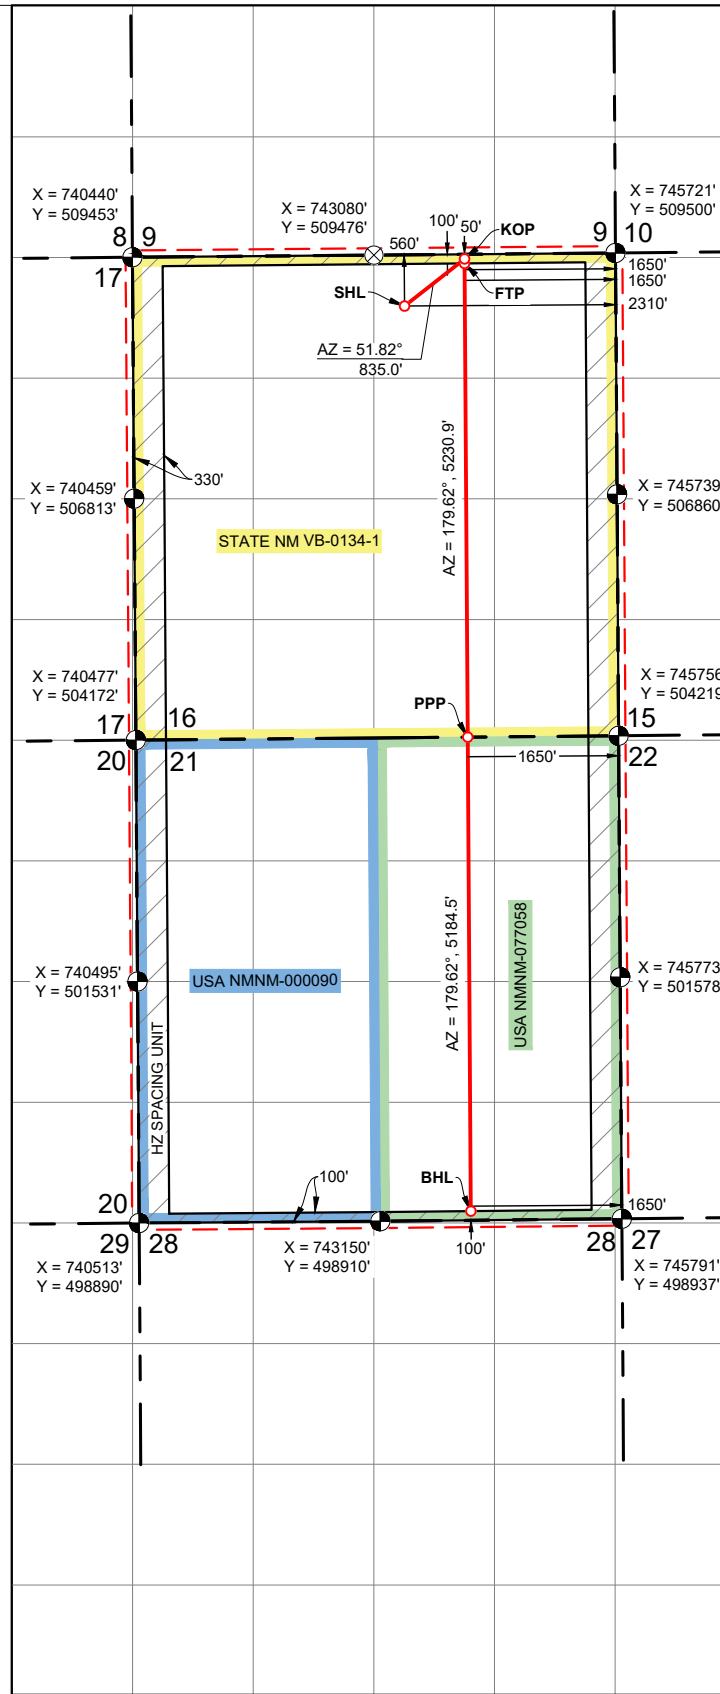 X = 740440'
Y = 509453'
X = 743080'
Y = 509476'
X = 745721'
Y = 509500'
8 9
17
9 10
100'
50'
KOP
560'
1650'
1650'
2310'
SHL
FTP
AZ = 51.82°
835.0'
330'
X = 740459'
Y = 506813'
X = 745739
Y = 506860
AZ = 179.62°, 5230.9'
STATE NM VB-0134-1
X = 740477'
Y = 504172'
X = 745756
Y = 504219
PPP
17 16
20 21
15
22
1650'
X = 740495'
Y = 501531'
USA NMNM-000090
AZ = 179.62°, 5184.5'
USA NMNM-077058
X = 745773
Y = 501578
HZ SPACING UNIT
100'
BHL
1650'
20
29 28
28 27
100'
X = 740513'
Y = 498890'
X = 743150'
Y = 498910'
X = 745791'
Y = 498937'